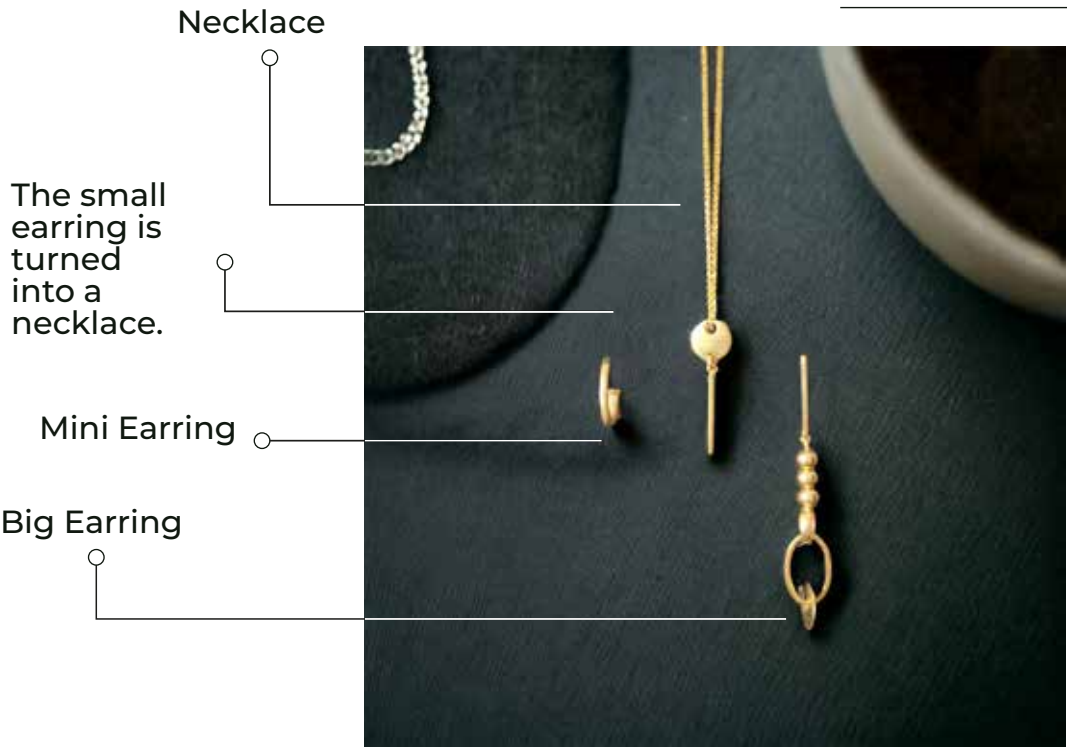 Necklace
The small
earring is
turned
into a
necklace.
Mini Earring
Big Earring